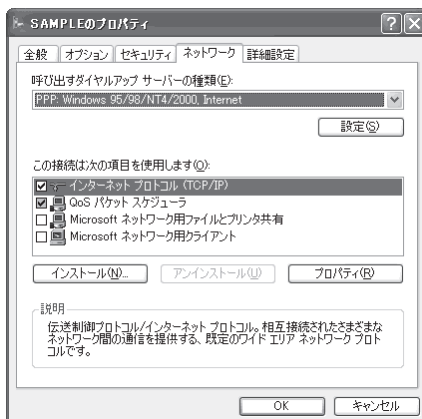 SAMPLEのプロパティ
全般 オプション セキュリティ ネットワーク 詳細設定
呼び出すダイヤルアップ サーバーの種類(E):
PPP: Windows 95/98/NT4/2000, Internet
設定(S)
この接続は次の項目を使用します(O):
インターネット プロトコル (TCP/IP)
QoS パケット スケジューラ
Microsoft ネットワーク用ファイルとプリンタ共有
Microsoft ネットワーク用クライアント
インストール(N)... アンインストール(U) プロパティ(R)
説明
伝送制御プロトコル/インターネット プロトコル。相互接続されたさまざまな
ネットワーク間の通信を提供する、既定のワイド エリア ネットワーク プロト
コルです。
OK キャンセル